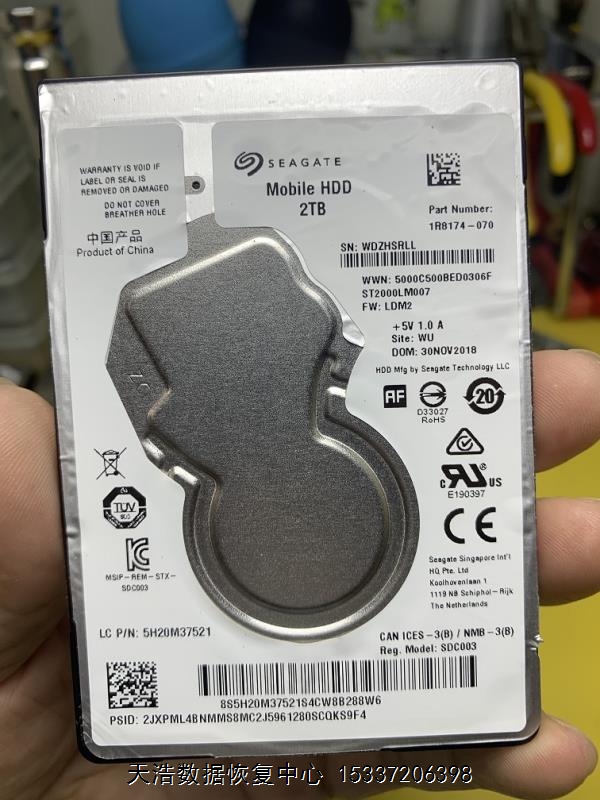 WARRANTY IS VOID IF
LABEL OR SEAL IS
REMOVED OR DAMAGED
DO NOT COVER
BREATHER HOLE
中国产品
Product of China
SEAGATE
Mobile HDD
2TB
Part Number:
1R8174-070
SN: WDZHSRLL
WWN: 5000C500BED0306F
ST2000LM007
FW: LDM2
+5V 1.0 A
Site: WU
DOM: 30NOV2018
HDD Mfg by Seagate Technology LLC
AF
D33027
RoHS
20
c RU ® US
E190397
CE
TUV
MSIP-REM-STX-
SDC003
Seagate Singapore Int'l
HQ Pte. Ltd
Koolhovenlaan 1
1119 NB Schiphol-Rijk
The Netherlands
LC P/N: 5H20M37521
CAN ICES-3(B) / NMB-3(B)
Reg. Model: SDC003
8S5H20M37521S4CW8B288W6
PSID: 2JXPML4BNMMS8MC2J5961280SCQKS9F4
天浩数据恢复中心 15337206398